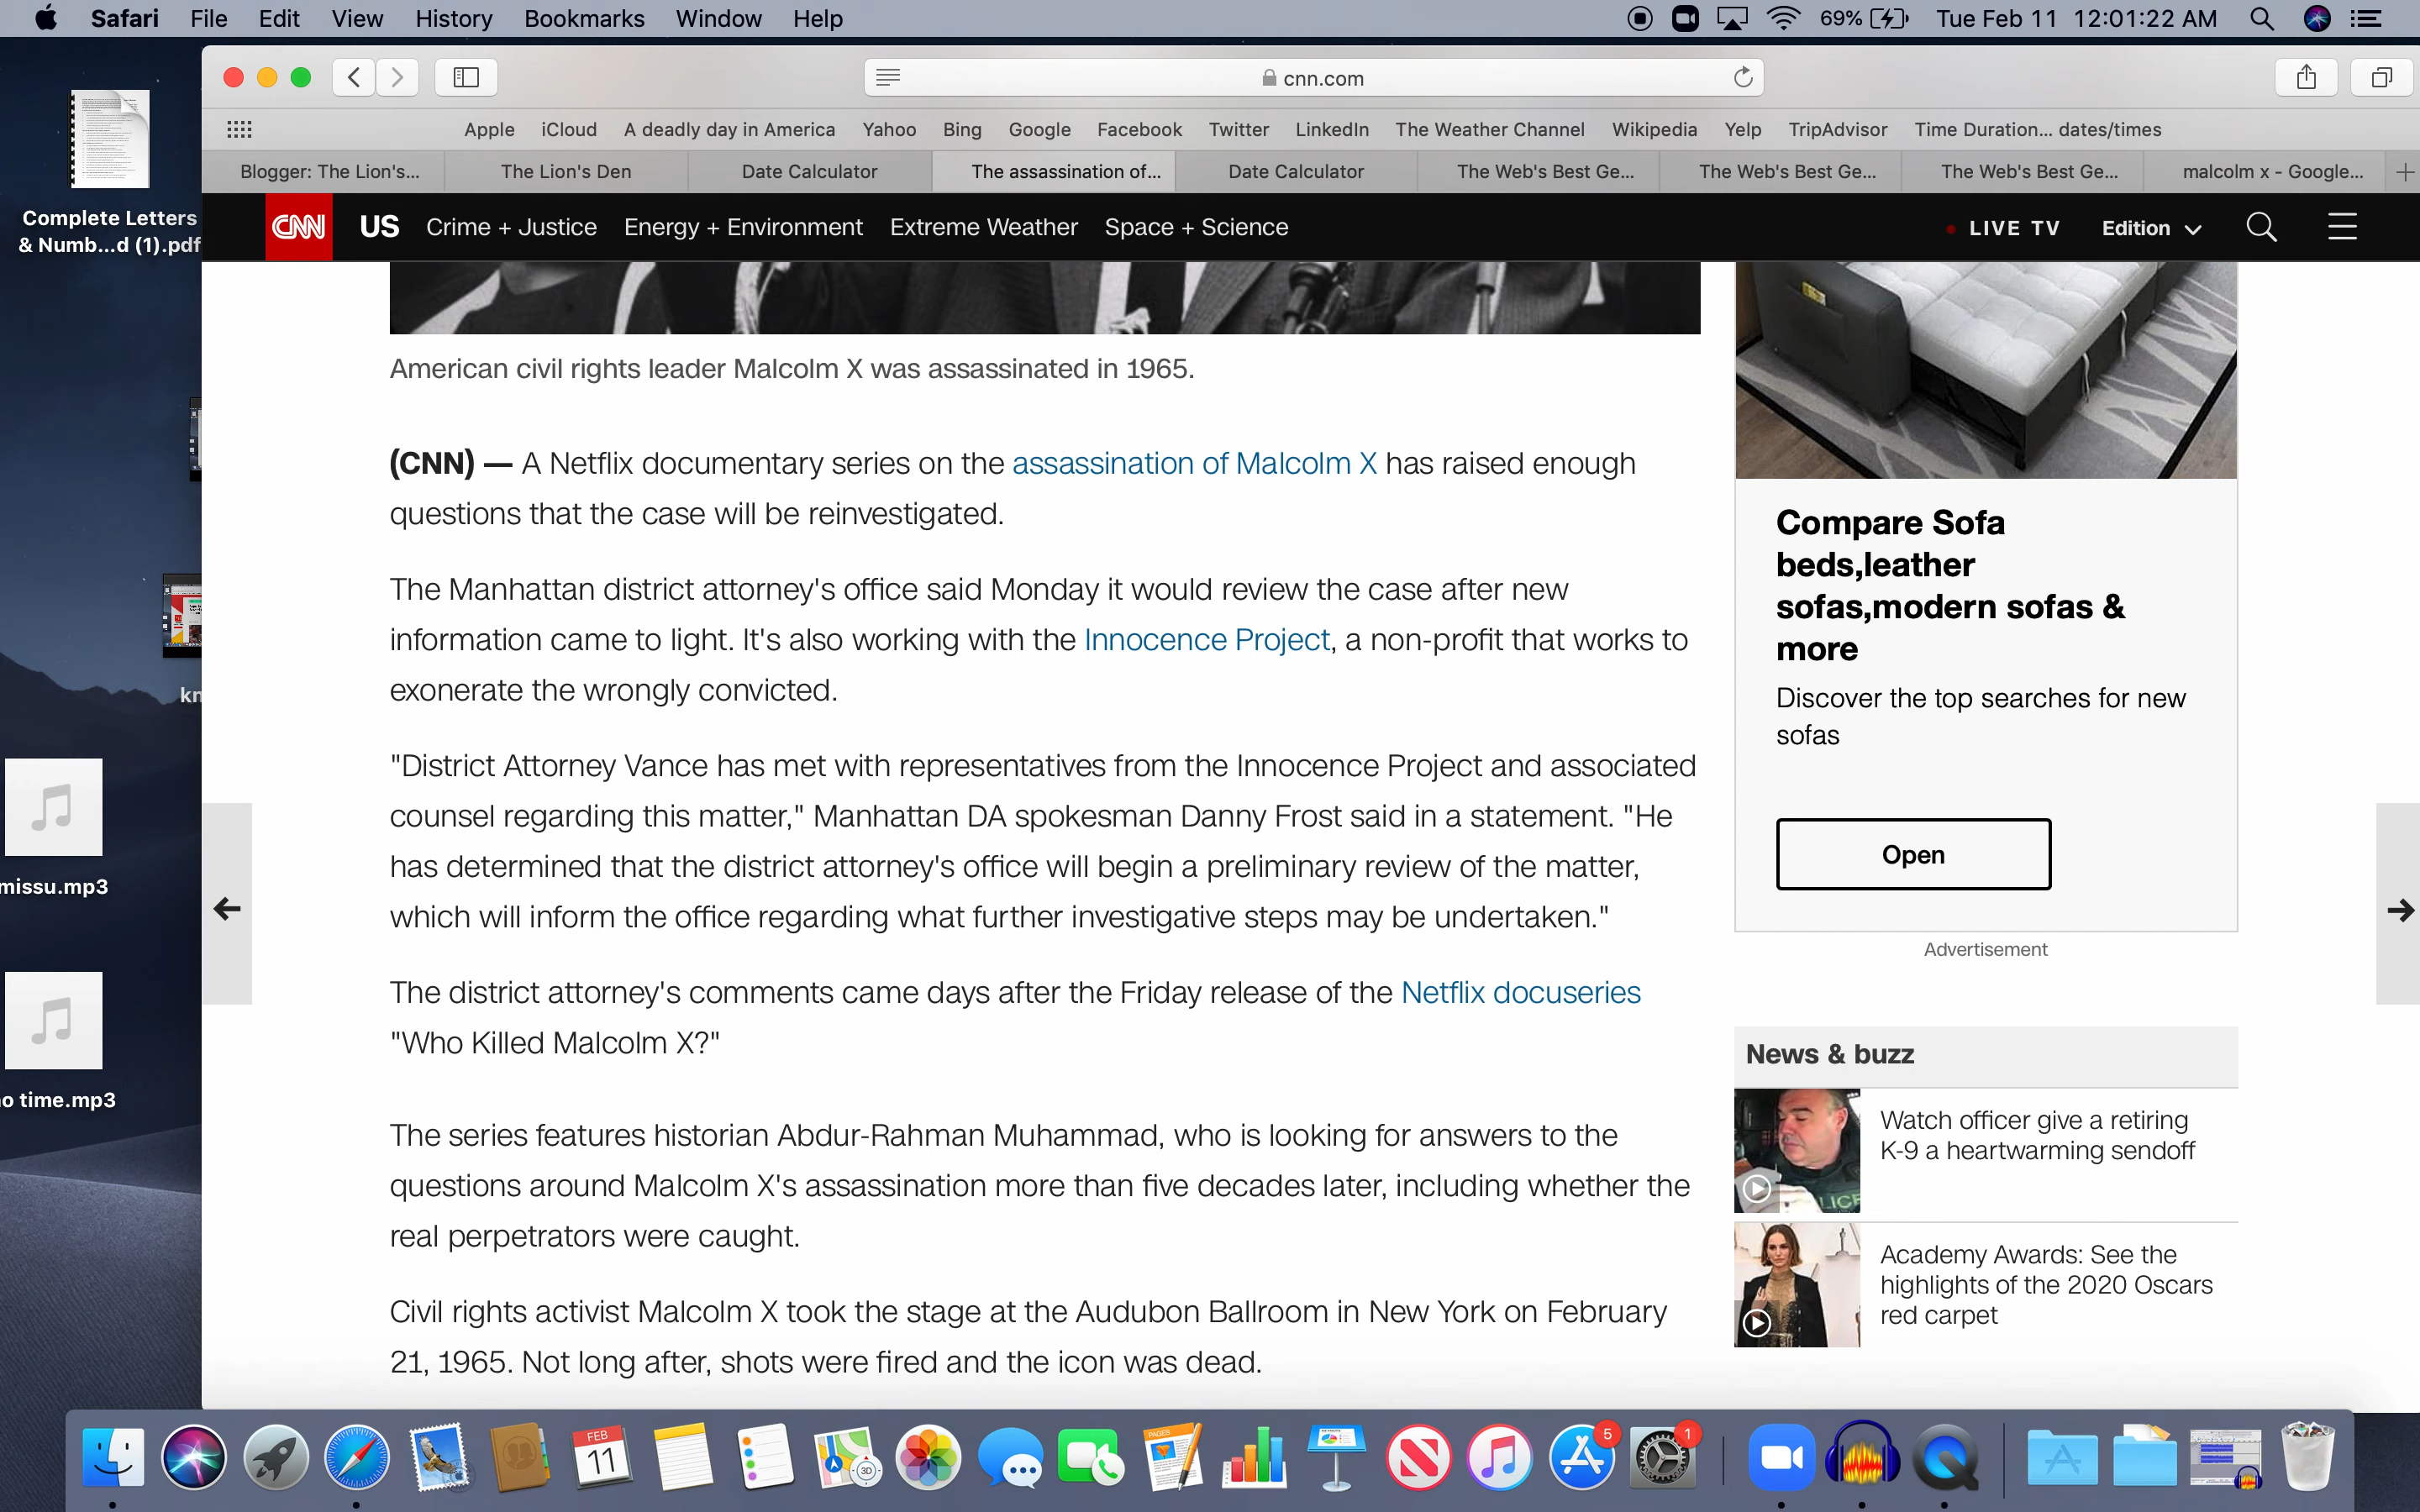 Safari File Edit View History Bookmarks Window Help 69% Tue Feb 11 12:01:22 AM
cnn.com
Apple iCloud A deadly day in America Yahoo Bing Google Facebook Twitter LinkedIn The Weather Channel Wikipedia Yelp TripAdvisor Time Duration... dates/times
Blogger: The Lion's... The Lion's Den Date Calculator The assassination of... Date Calculator The Web's Best Ge... The Web's Best Ge... The Web's Best Ge... malcolm x - Google...
CNN US Crime + Justice Energy + Environment Extreme Weather Space + Science LIVE TV Edition
Complete Letters
& Numb...d (1).pdf
kn
missu.mp3
o time.mp3
American civil rights leader Malcolm X was assassinated in 1965.
(CNN) — A Netflix documentary series on the assassination of Malcolm X has raised enough
questions that the case will be reinvestigated.
The Manhattan district attorney's office said Monday it would review the case after new
information came to light. It's also working with the Innocence Project, a non-profit that works to
exonerate the wrongly convicted.
"District Attorney Vance has met with representatives from the Innocence Project and associated
counsel regarding this matter," Manhattan DA spokesman Danny Frost said in a statement. "He
has determined that the district attorney's office will begin a preliminary review of the matter,
which will inform the office regarding what further investigative steps may be undertaken."
The district attorney's comments came days after the Friday release of the Netflix docuseries
"Who Killed Malcolm X?"
The series features historian Abdur-Rahman Muhammad, who is looking for answers to the
questions around Malcolm X's assassination more than five decades later, including whether the
real perpetrators were caught.
Civil rights activist Malcolm X took the stage at the Audubon Ballroom in New York on February
21, 1965. Not long after, shots were fired and the icon was dead.
Compare Sofa
beds,leather
sofas,modern sofas &
more
Discover the top searches for new
sofas
Open
Advertisement
News & buzz
Watch officer give a retiring
K-9 a heartwarming sendoff
Academy Awards: See the
highlights of the 2020 Oscars
red carpet
FEB
11
3D
PAGES
5
1